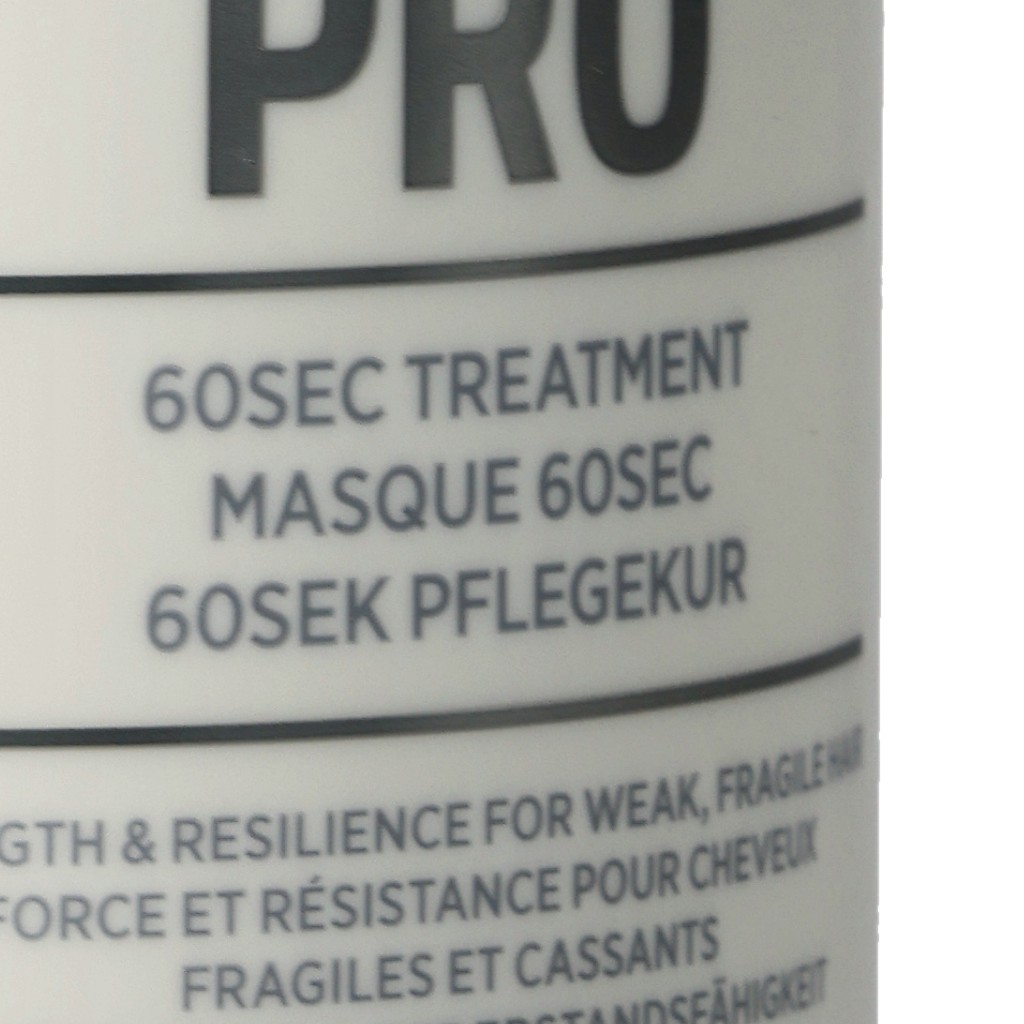 PRO
60SEC TREATMENT
MASQUE 60SEC
60SEK PFLEGEKUR
GTH & RESILIENCE FOR WEAK, FRAGILE HAIR
FORCE ET RÉSISTANCE POUR CHEVEUX
FRAGILES ET CASSANTS